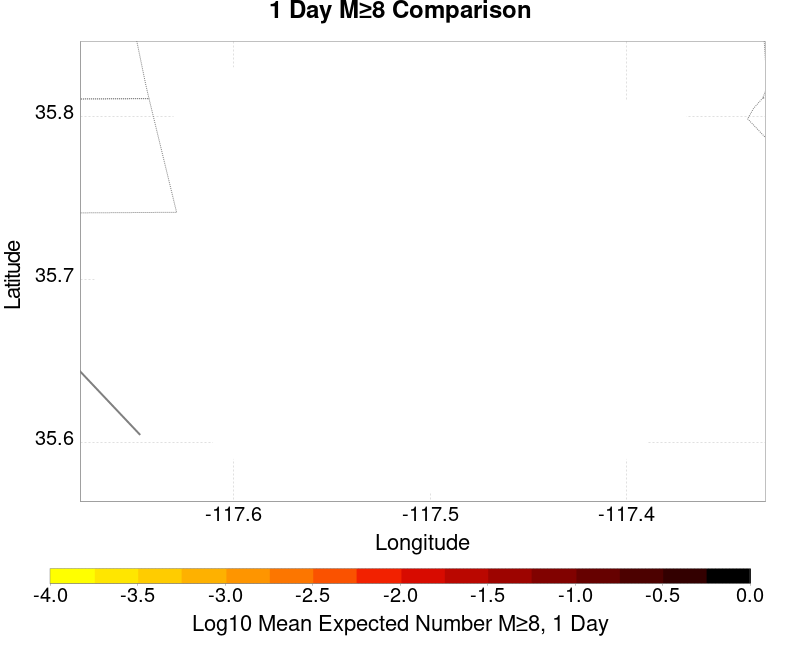 1 Day M≥8 Comparison
35.8
35.7
35.6
Latitude
-117.6 -117.5 -117.4
Longitude
-4.0 -3.5 -3.0 -2.5 -2.0 -1.5 -1.0 -0.5 0.0
Log10 Mean Expected Number M≥8, 1 Day